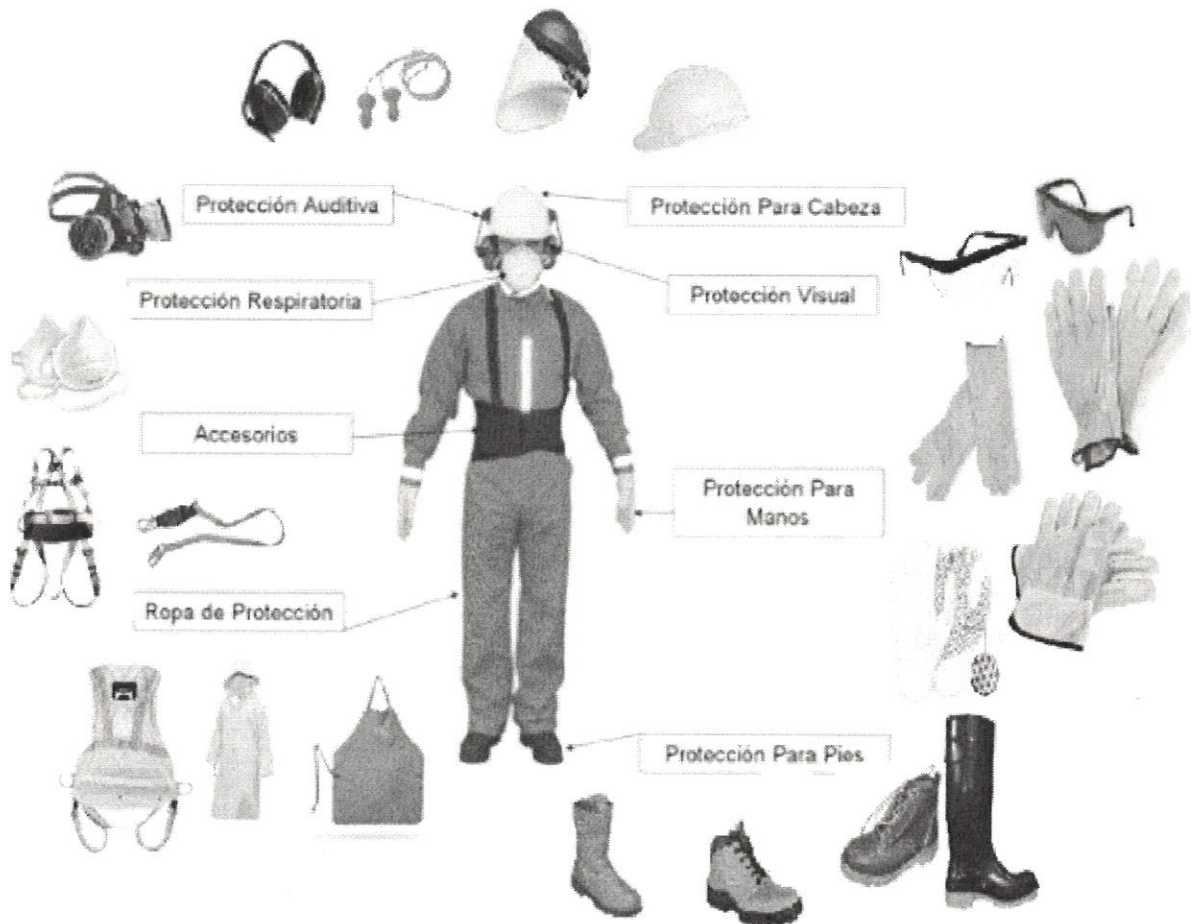 Protección Auditiva
Protección Para Cabeza
Protección Respiratoria
Protección Visual
Accesorios
Protección Para
Manos
Ropa de Protección
Protección Para Pies